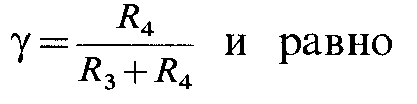 γ = R₄ / (R₃ + R₄) и равно